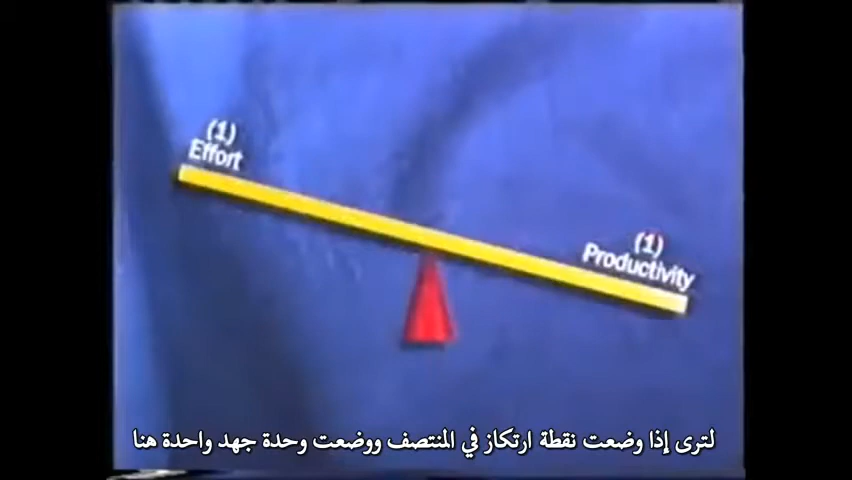 (1)
Effort
(1)
Productivity
لترى إذا وضعت نقطة ارتكاز في المنتصف ووضعت وحدة جهد واحدة هنا